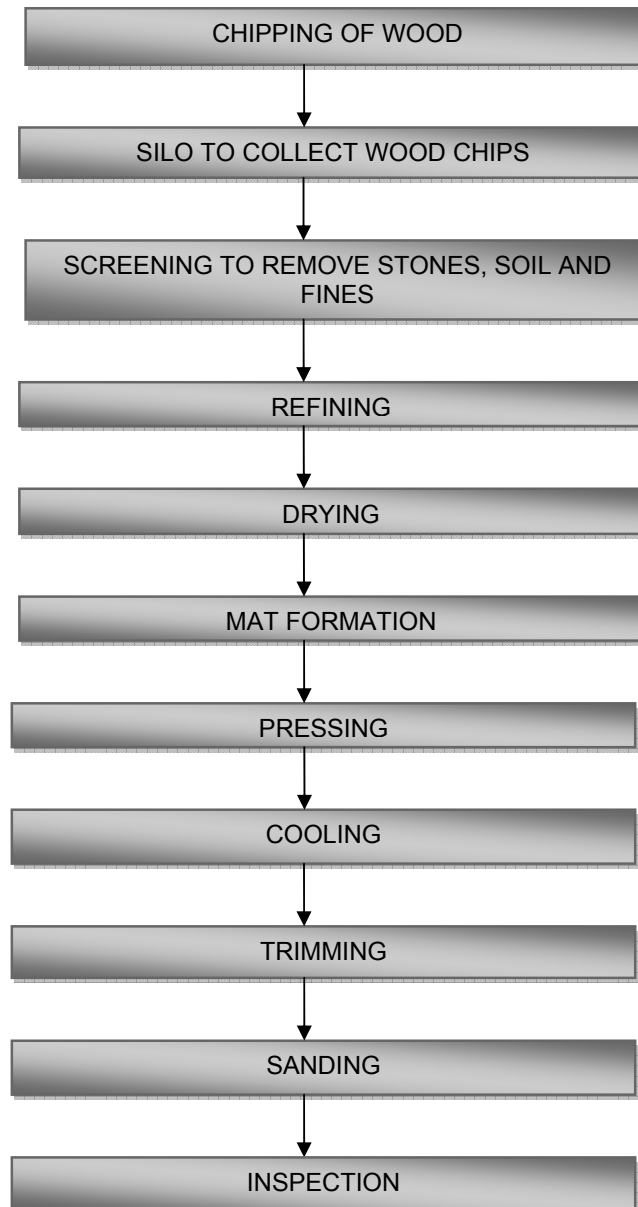 CHIPPING OF WOOD
SILO TO COLLECT WOOD CHIPS
SCREENING TO REMOVE STONES, SOIL AND
FINES
REFINING
DRYING
MAT FORMATION
PRESSING
COOLING
TRIMMING
SANDING
INSPECTION